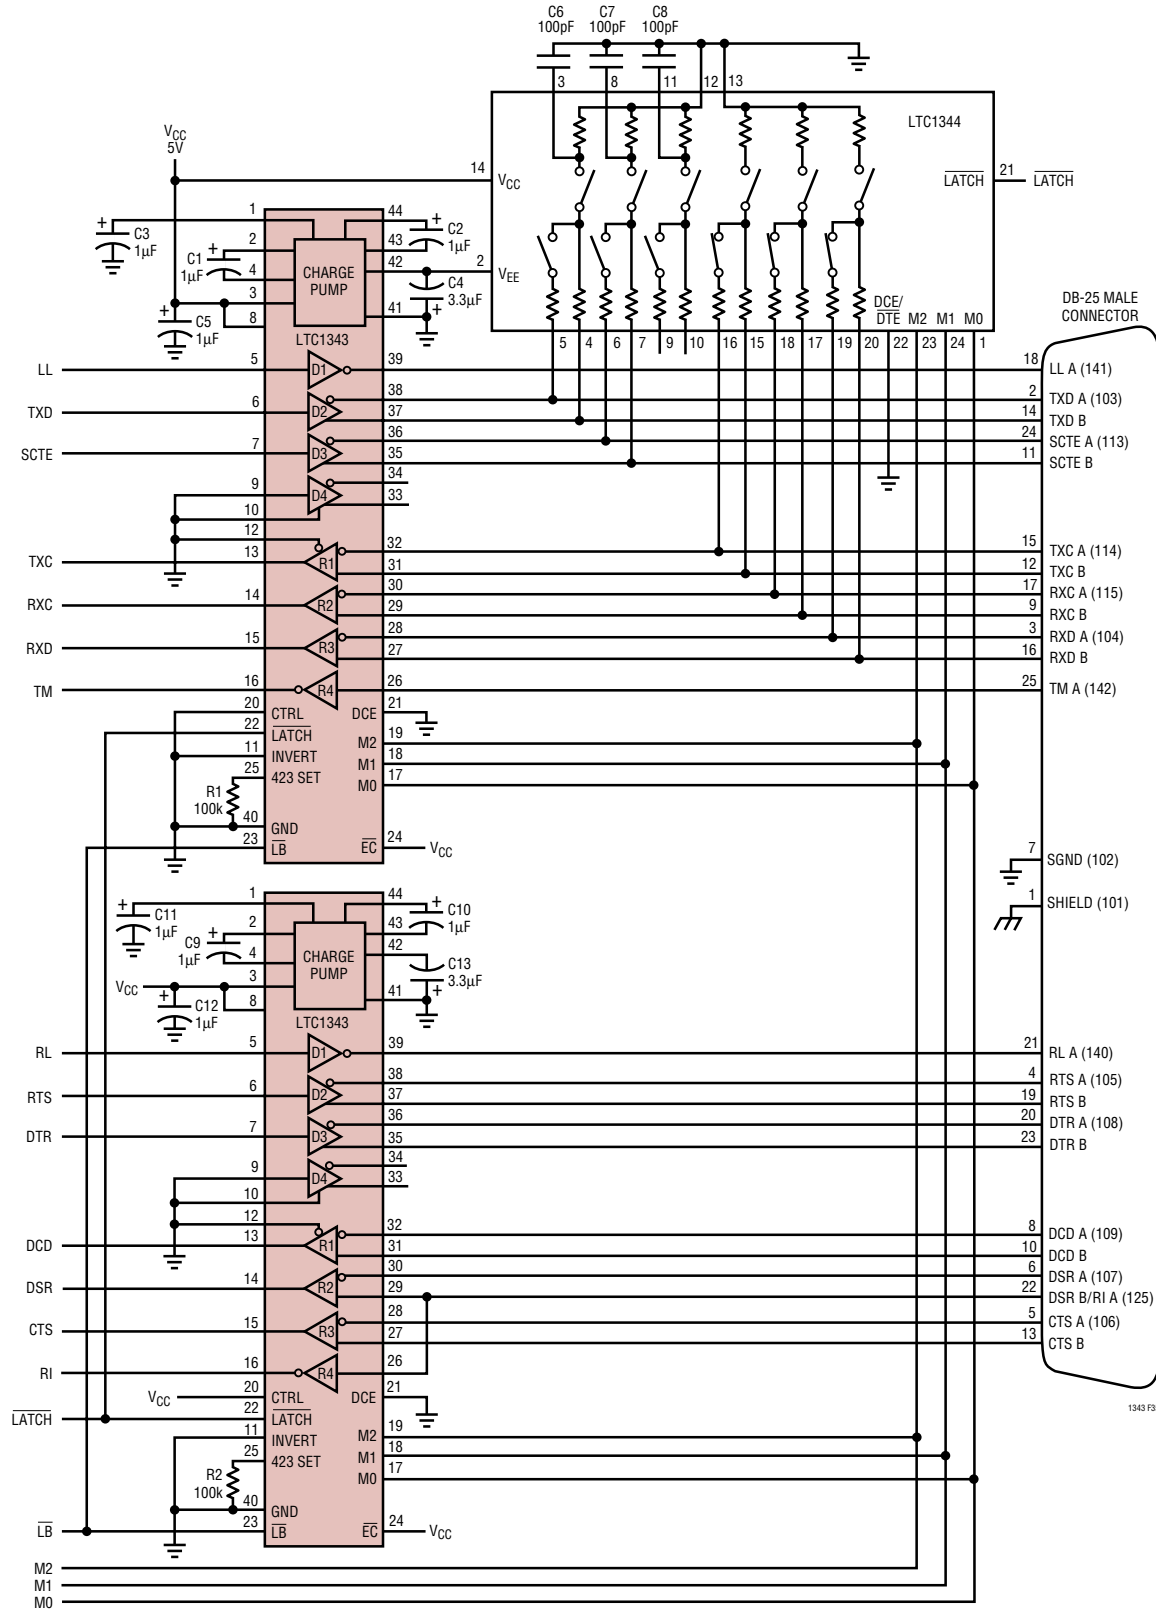 C6 C7 C8
100pF 100pF 100pF
3 8 11 12 13
LTC1344
VCC
5V
14 VCC
LATCH 21 LATCH
1 44
+ C3 1µF
+ C2 1µF
2 43
C1 1µF +
4 42
CHARGE PUMP
2 VEE
C4 3.3µF +
3 41
8
+ C5 1µF
LTC1343
DCE/DTE M2 M1 M0
5 4 6 7 9 10 16 15 18 17 19 20 22 23 24 1
DB-25 MALE
CONNECTOR
LL 5 D1 39 18 LL A (141)
38 2 TXD A (103)
TXD 6 D2 37 14 TXD B
36 24 SCTE A (113)
SCTE 7 D3 35 11 SCTE B
34
9 D4 33
10
12
32 15 TXC A (114)
TXC 13 R1 31 12 TXC B
30 17 RXC A (115)
RXC 14 R2 29 9 RXC B
28 3 RXD A (104)
RXD 15 R3 27 16 RXD B
TM 16 R4 26 25 TM A (142)
20 CTRL DCE 21
22 LATCH
M2 19
11 INVERT M1 18
25 423 SET M0 17
R1
100k
40 GND
23 LB EC 24 VCC
7 SGND (102)
1 SHIELD (101)
1 44
+ C11 1µF
+ C10 1µF
2 43
C9 1µF +
4 42
CHARGE PUMP
C13 3.3µF +
VCC 3 41
8
+ C12 1µF
LTC1343
RL 5 D1 39 21 RL A (140)
38 4 RTS A (105)
RTS 6 D2 37 19 RTS B
36 20 DTR A (108)
DTR 7 D3 35 23 DTR B
34
9 D4 33
10
12
32 8 DCD A (109)
DCD 13 R1 31 10 DCD B
30 6 DSR A (107)
DSR 14 R2 29 22 DSR B/RI A (125)
28 5 CTS A (106)
CTS 15 R3 27 13 CTS B
RI 16 R4 26
VCC 20 CTRL DCE 21
LATCH 22 LATCH
1343 F3
11 INVERT M2 19
25 423 SET M1 18
M0 17
R2
100k
40 GND
LB 23 LB EC 24 VCC
M2
M1
M0